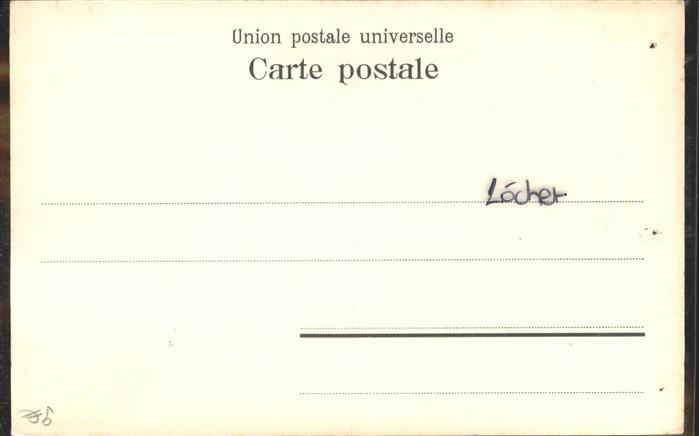 Union postale universelle
Carte postale
Löcher